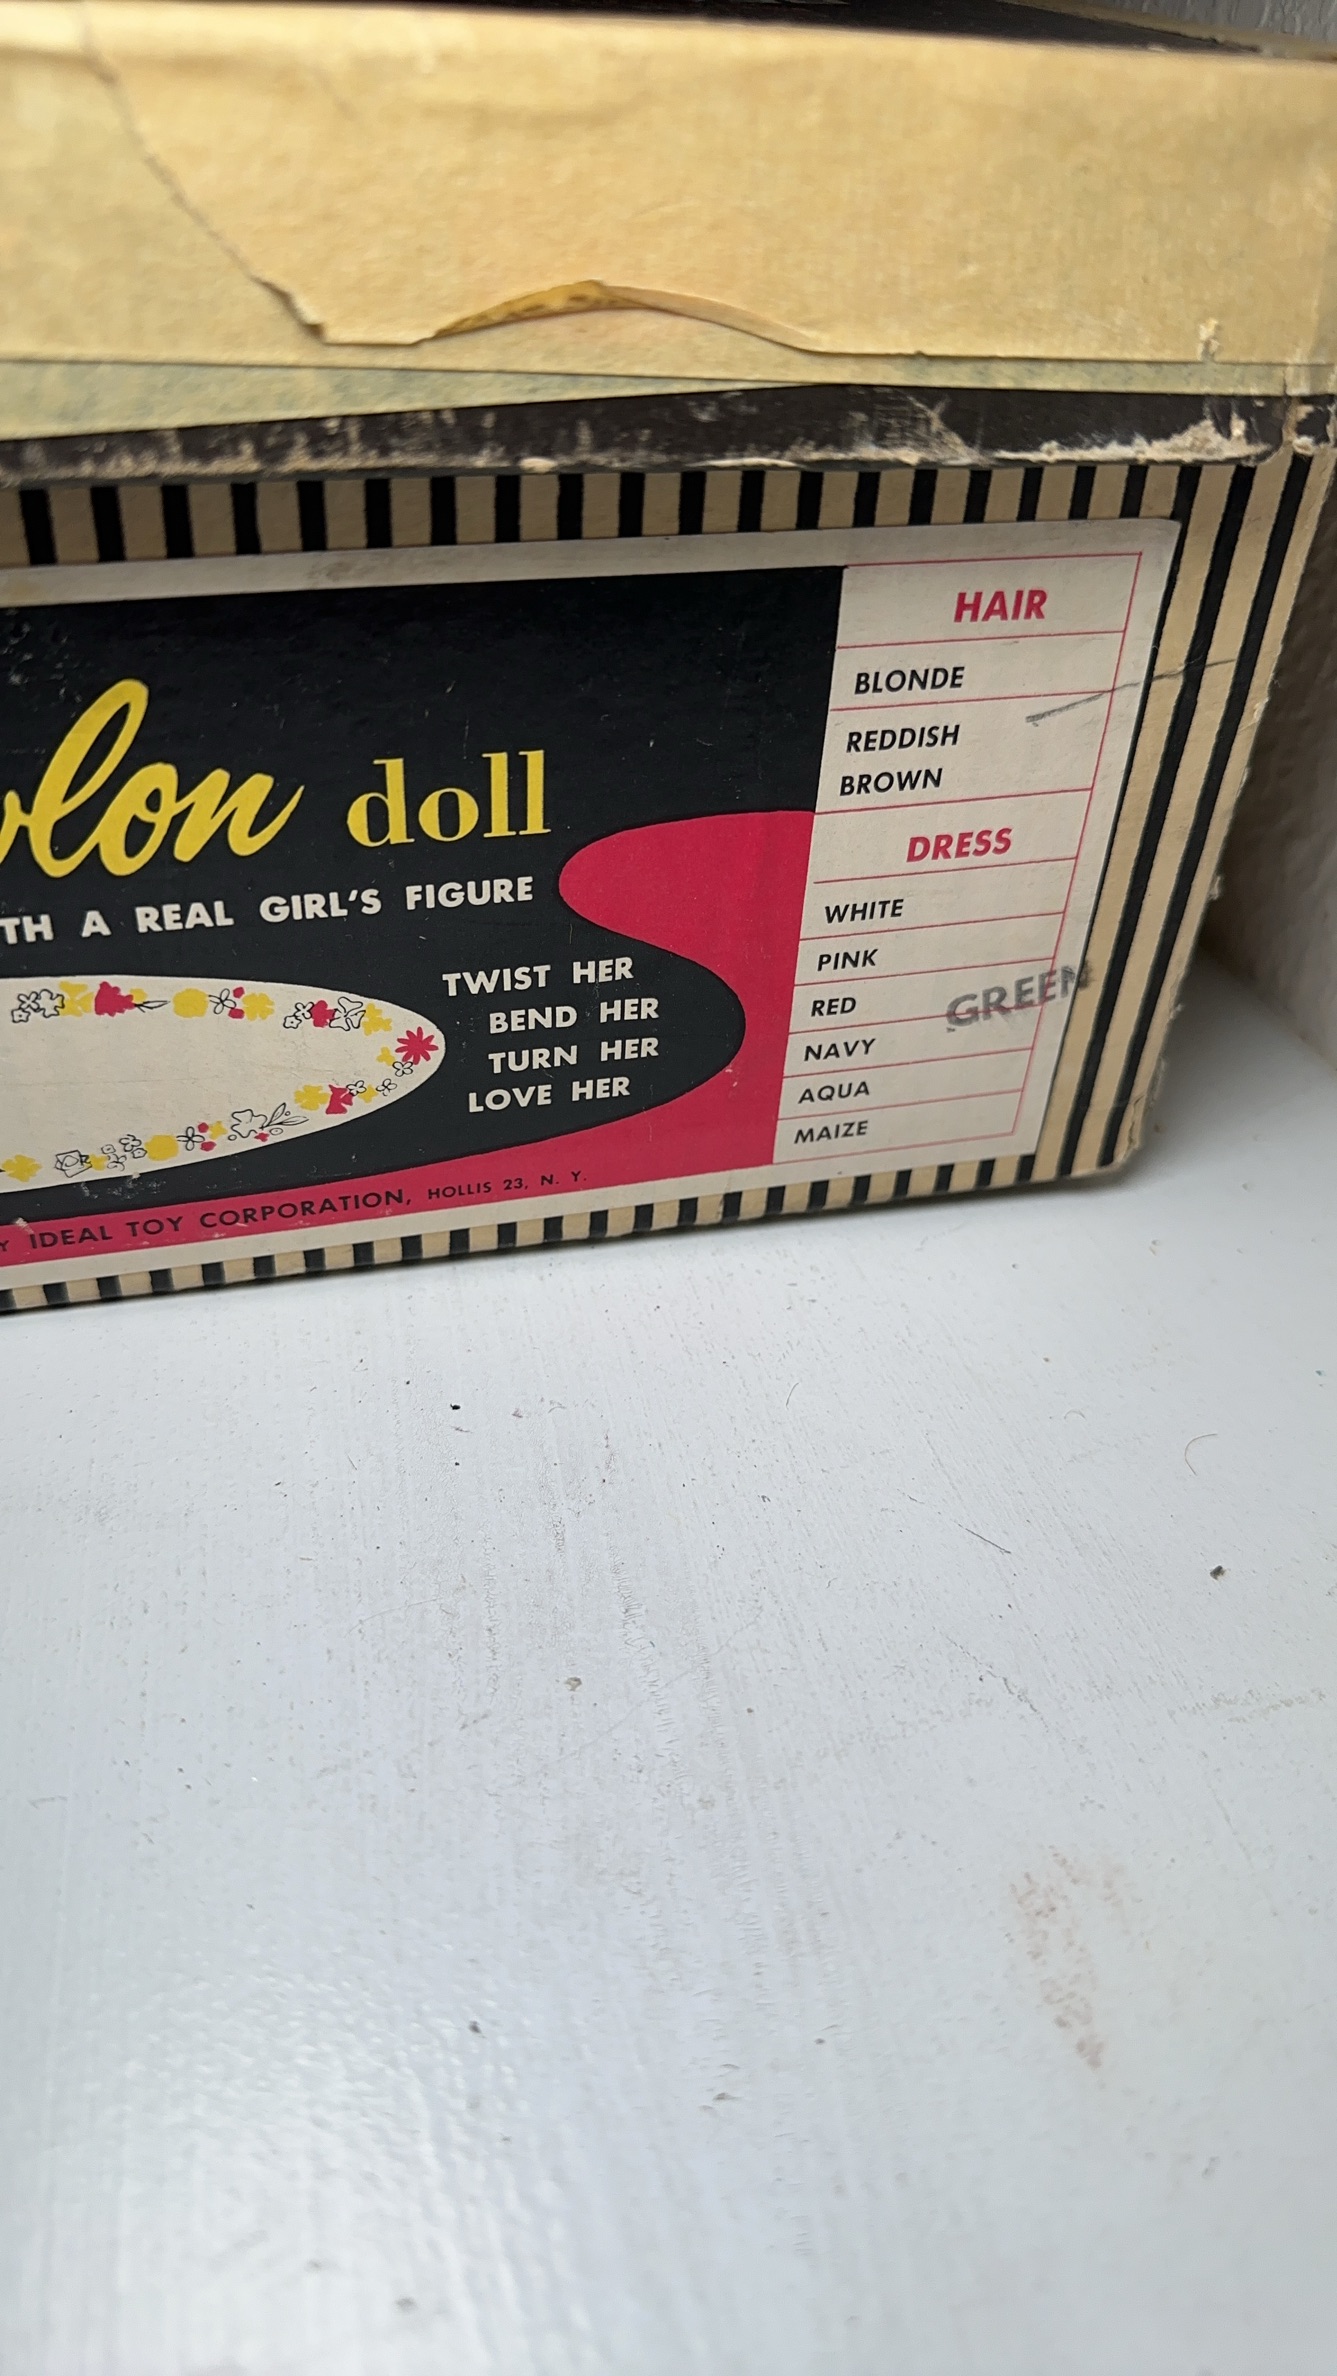 lon doll
TH A REAL GIRL'S FIGURE
TWIST HER
BEND HER
TURN HER
LOVE HER
Y IDEAL TOY CORPORATION, HOLLIS 23, N. Y.
HAIR
BLONDE
REDDISH
BROWN
DRESS
WHITE
PINK
RED
GREEN
NAVY
AQUA
MAIZE